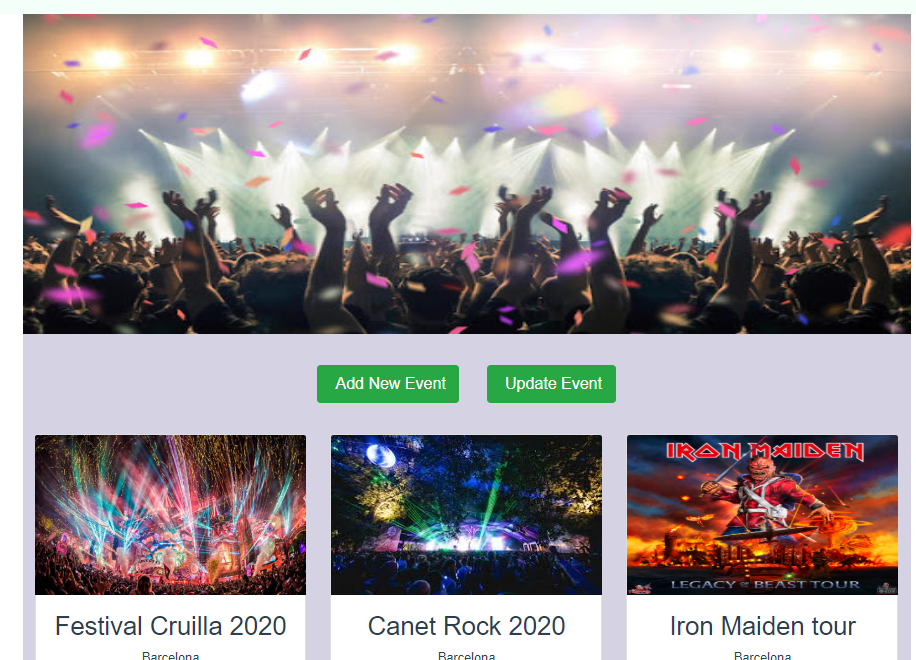 Add New Event
Update Event
IRON MAIDEN
LEGACY OF THE BEAST TOUR
Festival Cruilla 2020
Canet Rock 2020
Iron Maiden tour
Barcelona
Barcelona
Barcelona